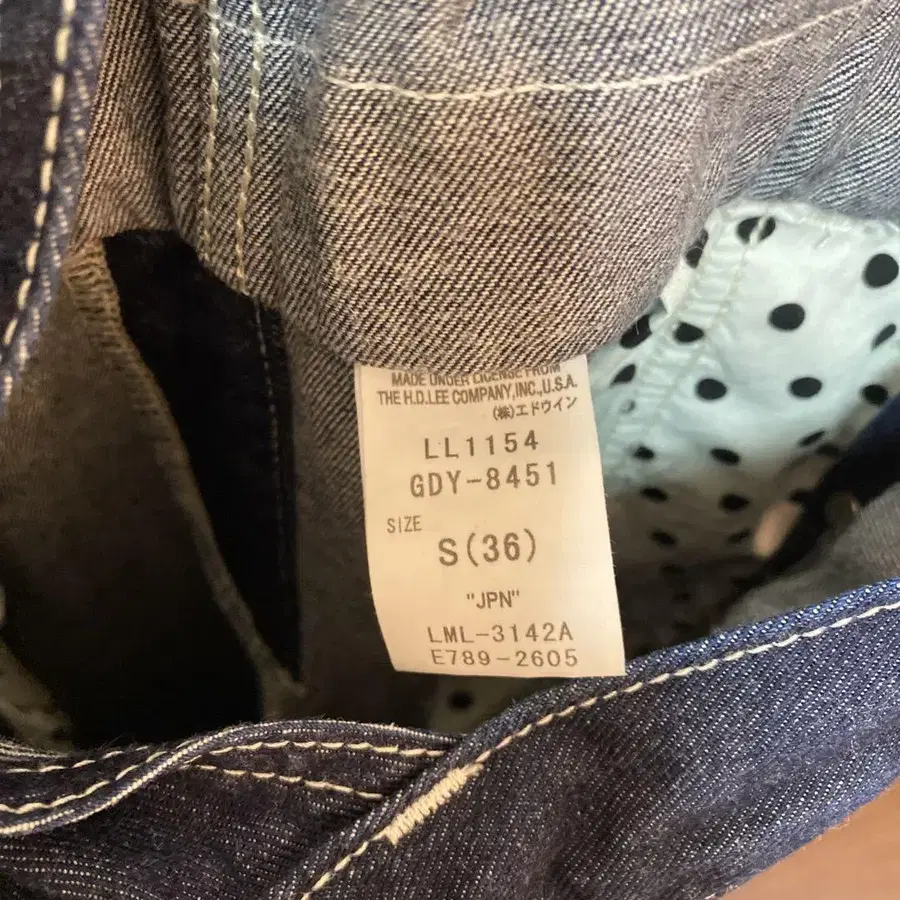 MADE UNDER LICENSE FROM
THE H.D.LEE COMPANY,INC.,U.S.A.
(株)エドウイン
LL1154
GDY-8451
SIZE
S(36)
"JPN"
LML-3142A
E789-2605